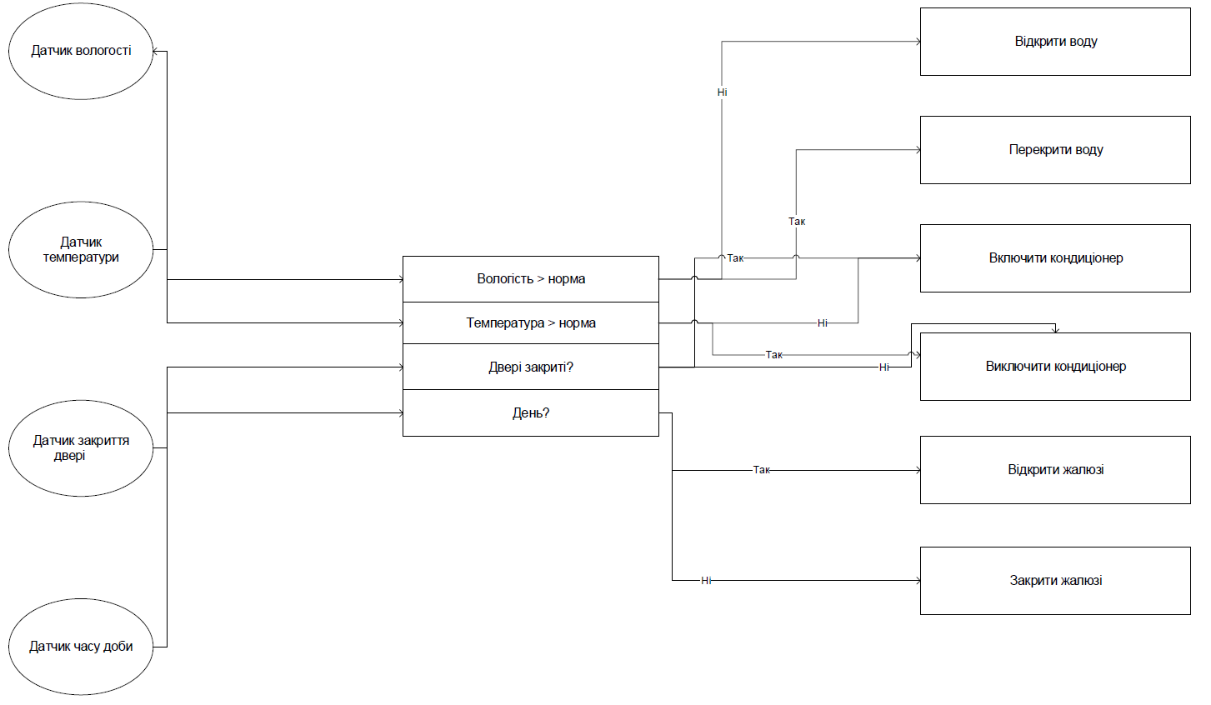 Датчик вологості
Датчик
температури
Датчик закриття
двері
Датчик часу доби
Вологість > норма
Температура > норма
Двері закриті?
День?
Ні
Так
Так
Ні
Так
Ні
Так
Ні
Відкрити воду
Перекрити воду
Включити кондиціонер
Виключити кондиціонер
Відкрити жалюзі
Закрити жалюзі